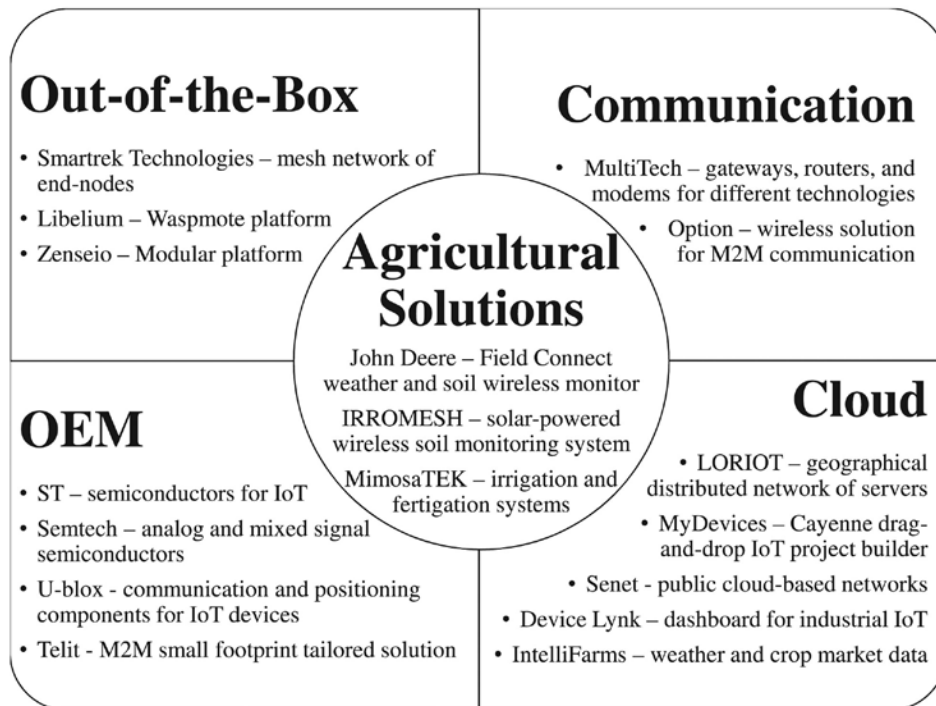 Out-of-the-Box
• Smartrek Technologies – mesh network of
end-nodes
• Libelium – Waspmote platform
• Zenseio – Modular platform
Communication
• MultiTech – gateways, routers, and
modems for different technologies
• Option – wireless solution
for M2M communication
Agricultural
Solutions
John Deere – Field Connect
weather and soil wireless monitor
IRROMESH – solar-powered
wireless soil monitoring system
MimosaTEK – irrigation and
fertigation systems
OEM
• ST – semiconductors for IoT
• Semtech – analog and mixed signal
semiconductors
• U-blox - communication and positioning
components for IoT devices
• Telit - M2M small footprint tailored solution
Cloud
• LORIOT – geographical
distributed network of servers
• MyDevices – Cayenne drag-
and-drop IoT project builder
• Senet - public cloud-based networks
• Device Lynk – dashboard for industrial IoT
• IntelliFarms – weather and crop market data